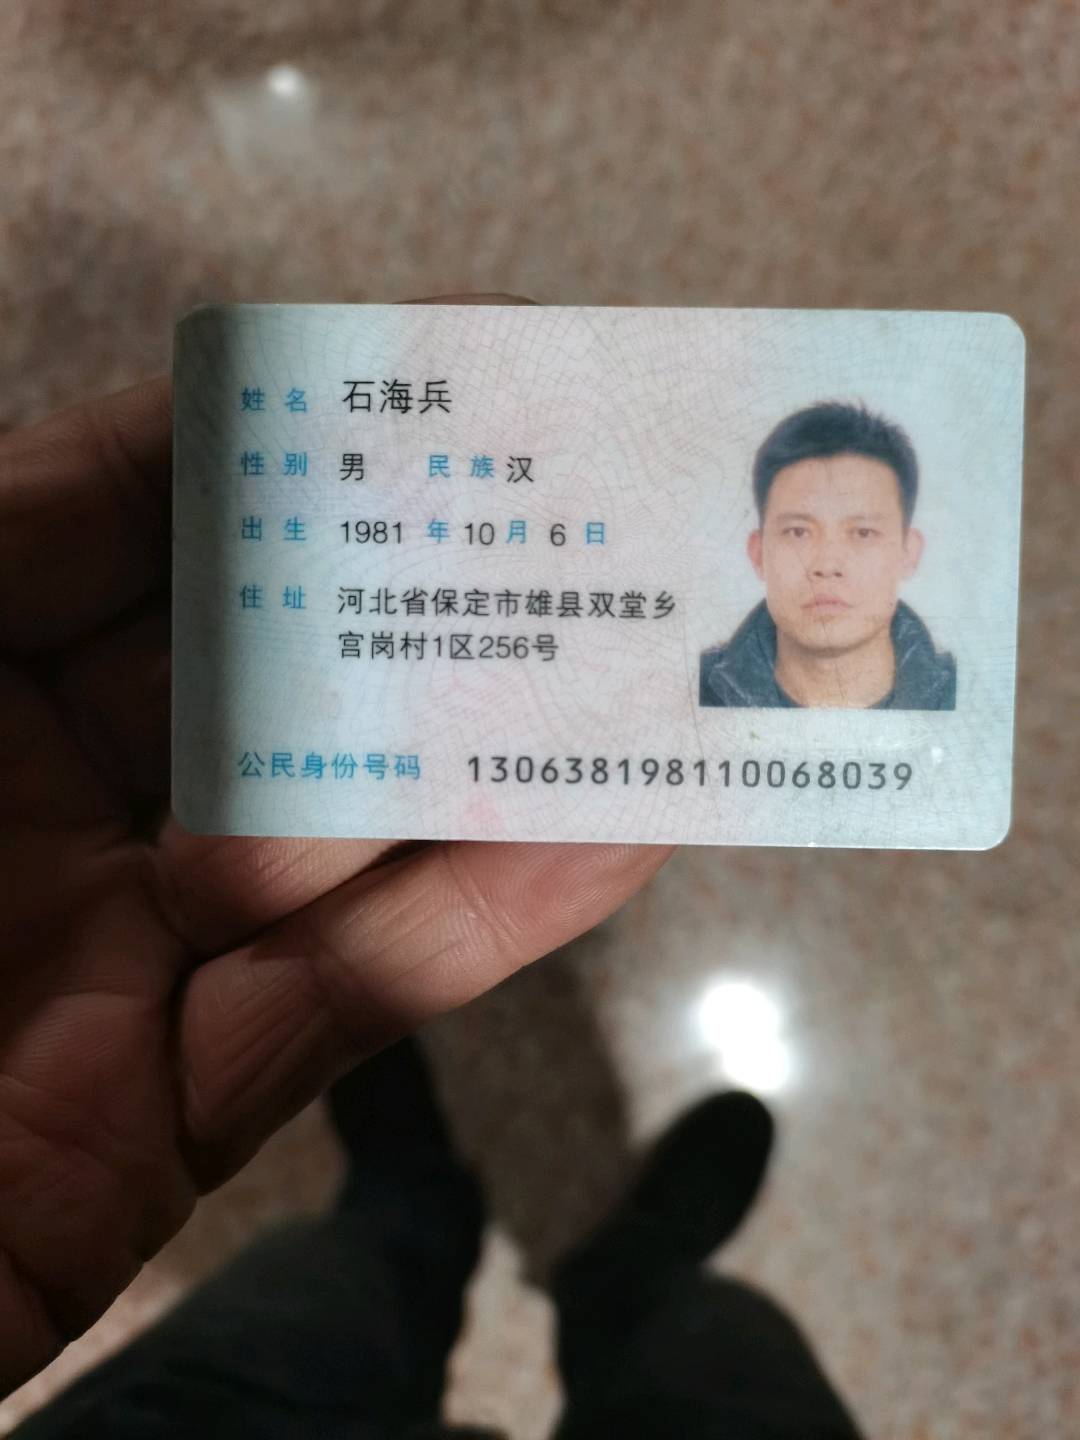 姓名 石海兵
性别 男 民族 汉
出生 1981 年 10 月 6 日
住址 河北省保定市雄县双堂乡
宫岗村1区256号
公民身份号码 130638198110068039